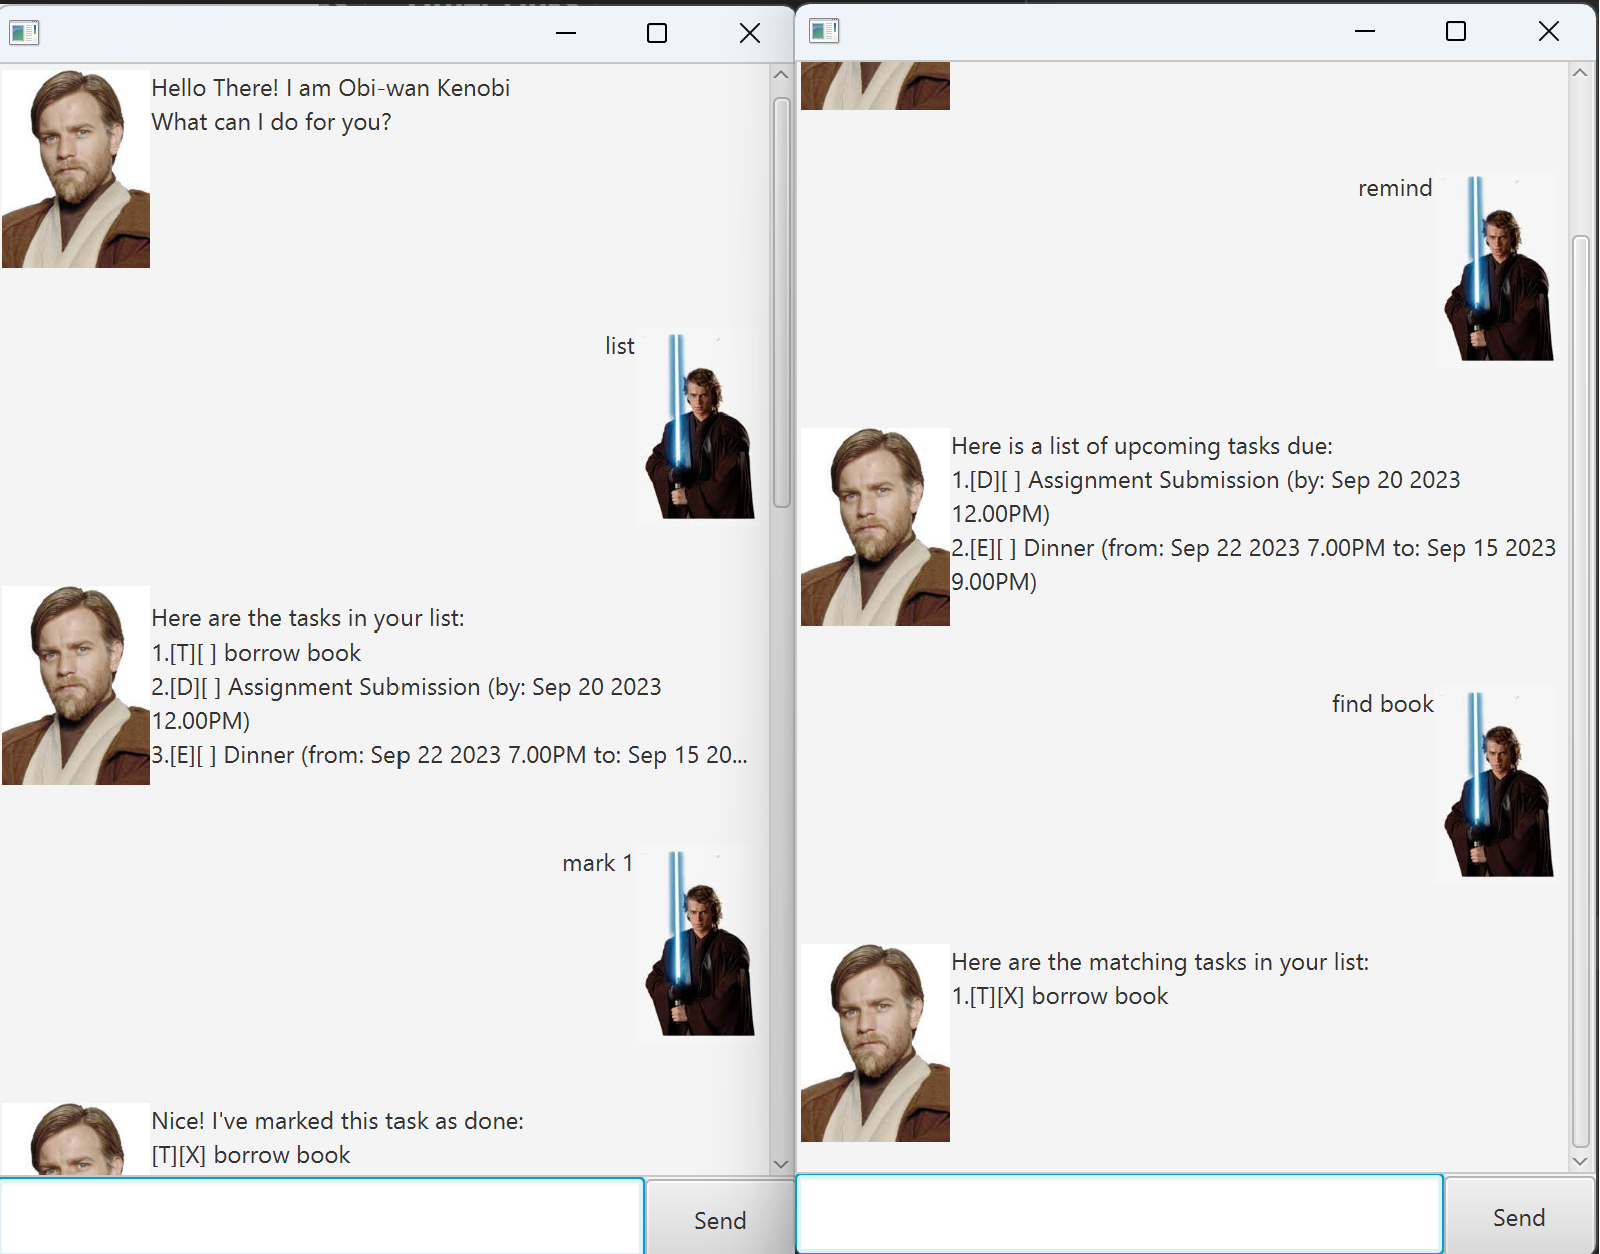 Hello There! I am Obi-wan Kenobi
What can I do for you?
list
Here are the tasks in your list:
1.[T][ ] borrow book
2.[D][ ] Assignment Submission (by: Sep 20 2023
12.00PM)
3.[E][ ] Dinner (from: Sep 22 2023 7.00PM to: Sep 15 20...
mark 1
Nice! I've marked this task as done:
[T][X] borrow book
Send
remind
Here is a list of upcoming tasks due:
1.[D][ ] Assignment Submission (by: Sep 20 2023
12.00PM)
2.[E][ ] Dinner (from: Sep 22 2023 7.00PM to: Sep 15 2023
9.00PM)
find book
Here are the matching tasks in your list:
1.[T][X] borrow book
Send